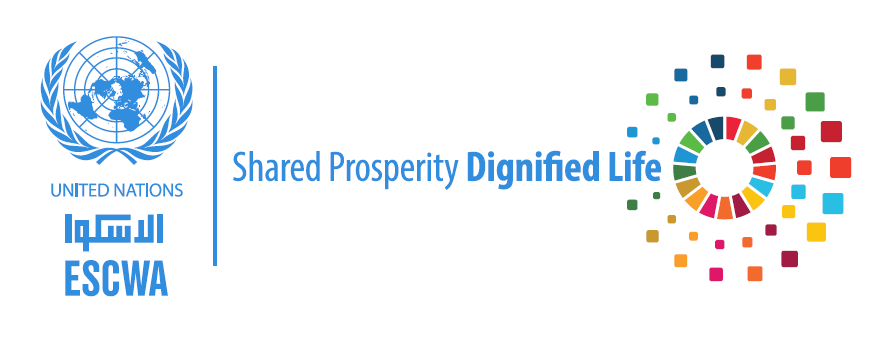 UNITED NATIONS
الاسكوا
ESCWA
Shared Prosperity Dignified Life